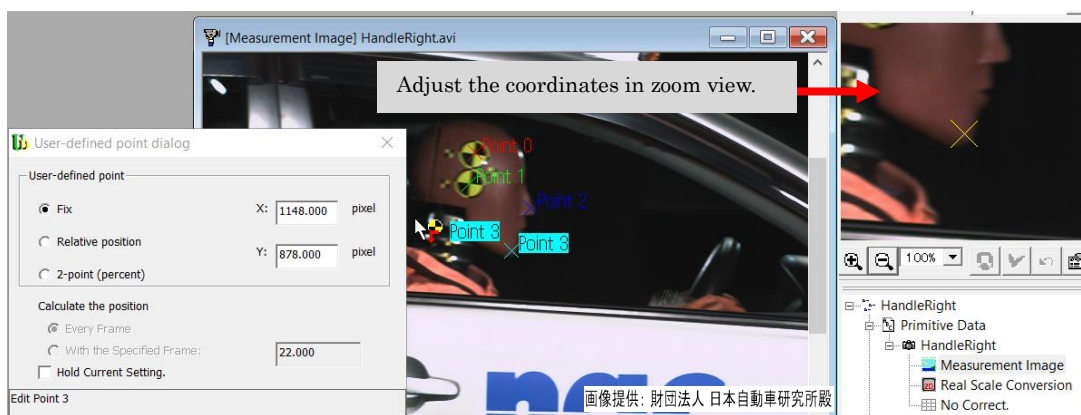 [Measurement Image] HandleRight.avi
Adjust the coordinates in zoom view.
User-defined point dialog
User-defined point
Fix
X: 1148.000 pixel
Relative position
Y: 878.000 pixel
2-point (percent)
Calculate the position
Every Frame
With the Specified Frame: 22.000
Hold Current Setting.
Edit Point 3
Point 0
Point 1
Point 2
Point 3
Point 3
画像提供: 財団法人 日本自動車研究所殿
100%
HandleRight
Primitive Data
HandleRight
Measurement Image
Real Scale Conversion
No Correct.